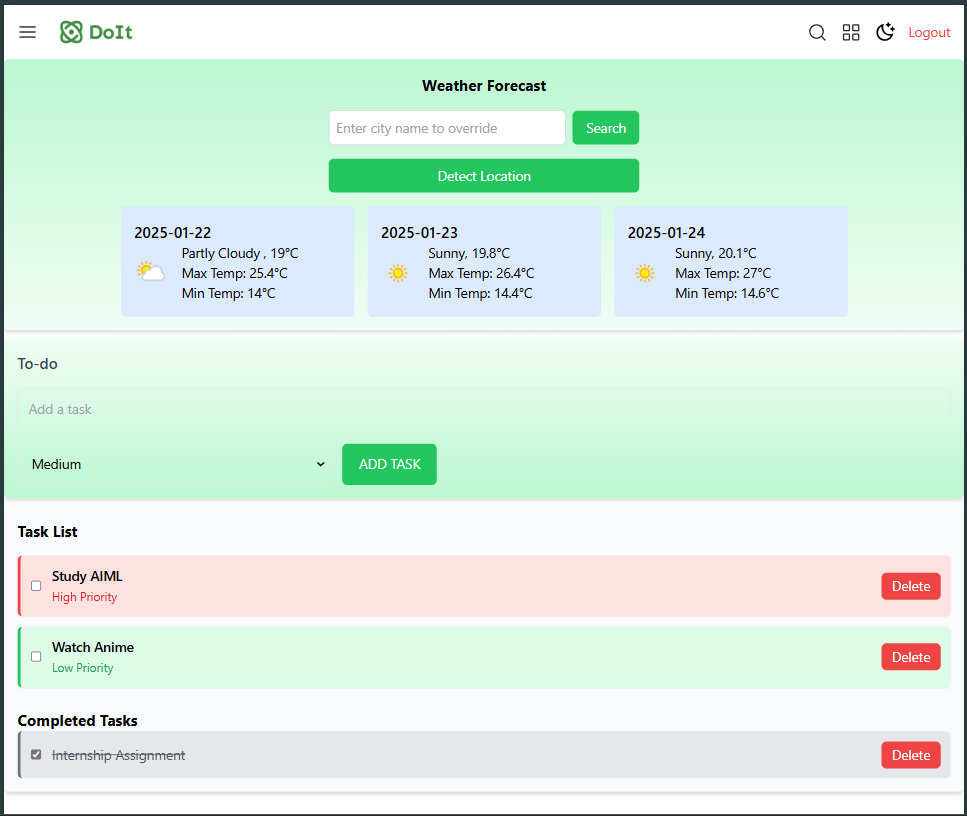 DoIt
Logout
Weather Forecast
Enter city name to override
Search
Detect Location
2025-01-22
Partly Cloudy , 19°C
Max Temp: 25.4°C
Min Temp: 14°C
2025-01-23
Sunny, 19.8°C
Max Temp: 26.4°C
Min Temp: 14.4°C
2025-01-24
Sunny, 20.1°C
Max Temp: 27°C
Min Temp: 14.6°C
To-do
Add a task
Medium
ADD TASK
Task List
Study AIML
High Priority
Delete
Watch Anime
Low Priority
Delete
Completed Tasks
Internship Assignment
Delete